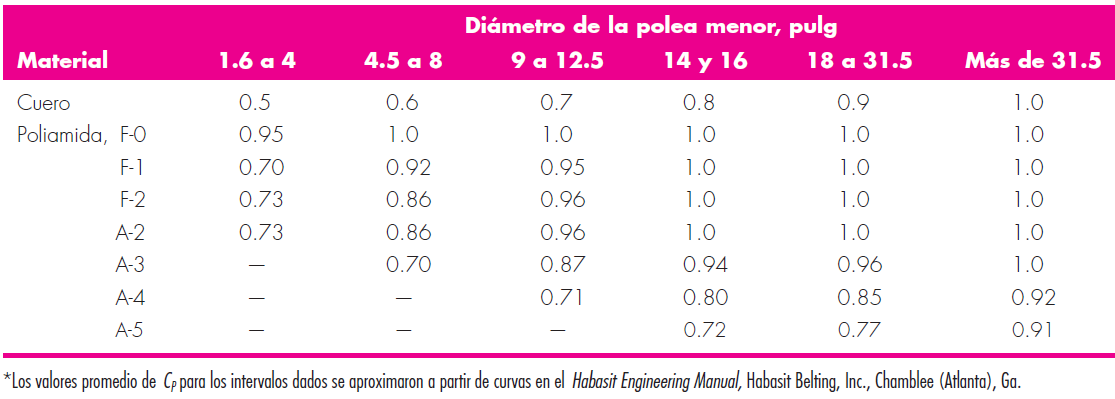 Diámetro de la polea menor, pulg
Material 1.6 a 4 4.5 a 8 9 a 12.5 14 y 16 18 a 31.5 Más de 31.5
Cuero 0.5 0.6 0.7 0.8 0.9 1.0
Poliamida, F-0 0.95 1.0 1.0 1.0 1.0 1.0
F-1 0.70 0.92 0.95 1.0 1.0 1.0
F-2 0.73 0.86 0.96 1.0 1.0 1.0
A-2 0.73 0.86 0.96 1.0 1.0 1.0
A-3 — 0.70 0.87 0.94 0.96 1.0
A-4 — — 0.71 0.80 0.85 0.92
A-5 — — — 0.72 0.77 0.91
*Los valores promedio de CP para los intervalos dados se aproximaron a partir de curvas en el Habasit Engineering Manual, Habasit Belting, Inc., Chamblee (Atlanta), Ga.